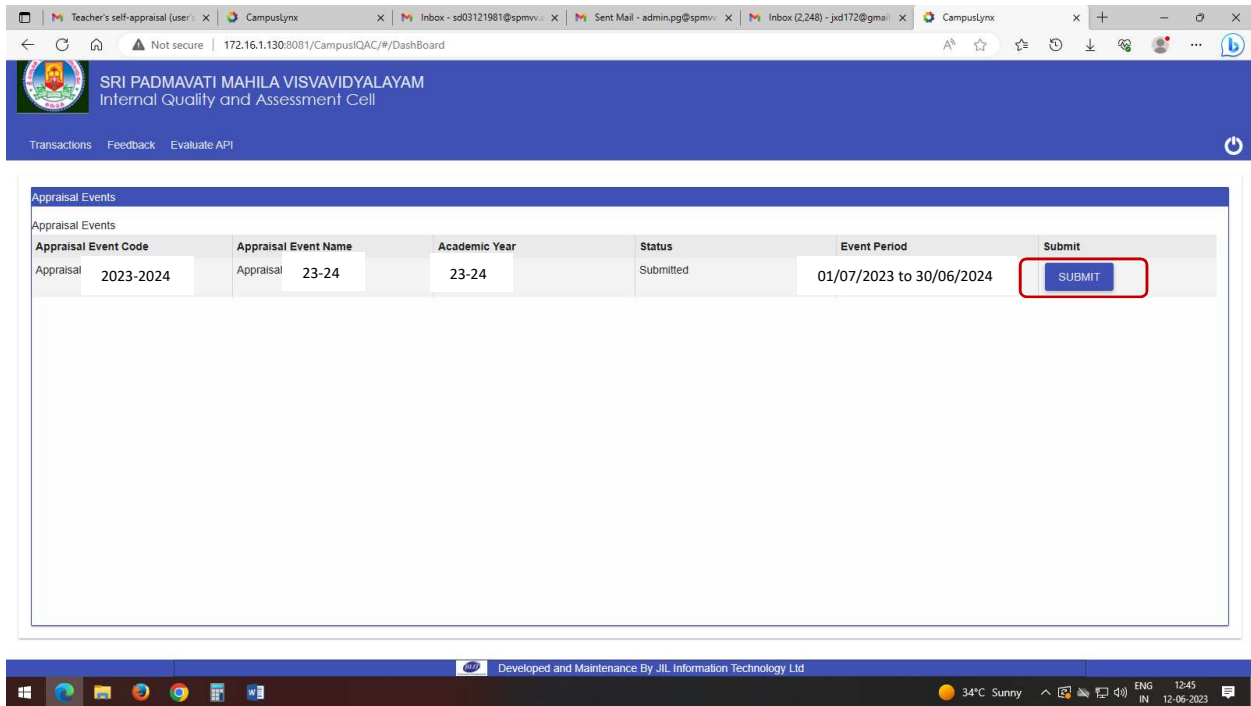 Teacher's self-appraisal (user's
CampusLynx
Inbox - sd03121981@spmvv.a
Sent Mail - admin.pg@spmvv
Inbox (2,248) - jxd172@gmail
CampusLynx
Not secure | 172.16.1.130:8081/CampusIQAC/#/DashBoard
SRI PADMAVATI MAHILA VISVAVIDYALAYAM
Internal Quality and Assessment Cell
Transactions Feedback Evaluate API
Appraisal Events
Appraisal Events
Appraisal Event Code Appraisal Event Name Academic Year Status Event Period Submit
Appraisal 2023-2024 Appraisal 23-24 23-24 Submitted 01/07/2023 to 30/06/2024 SUBMIT
Developed and Maintenance By JIL Information Technology Ltd
34°C Sunny ENG 12:45
IN 12-06-2023